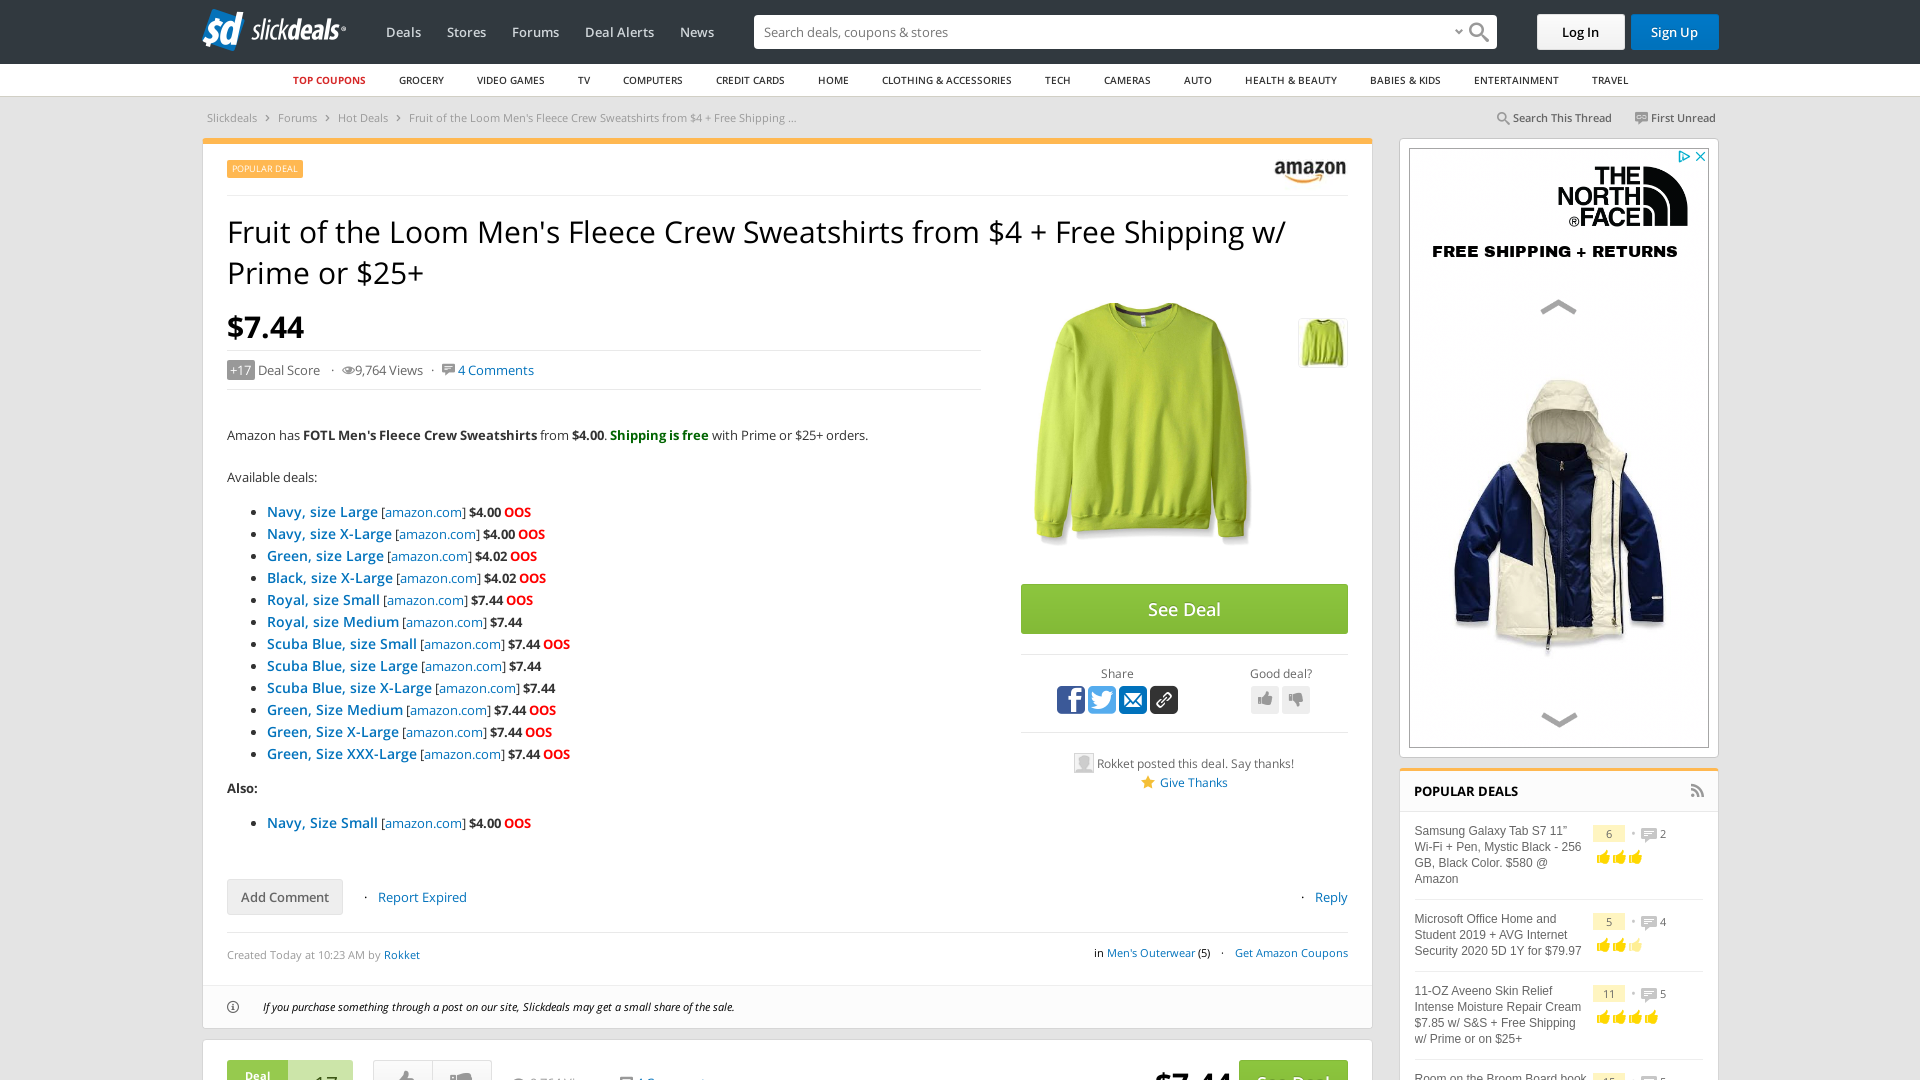 sd slickdeals
Deals
Stores
Forums
Deal Alerts
News
Search deals, coupons & stores
Log In
Sign Up
TOP COUPONS
GROCERY
VIDEO GAMES
TV
COMPUTERS
CREDIT CARDS
HOME
CLOTHING & ACCESSORIES
TECH
CAMERAS
AUTO
HEALTH & BEAUTY
BABIES & KIDS
ENTERTAINMENT
TRAVEL
Slickdeals › Forums › Hot Deals › Fruit of the Loom Men's Fleece Crew Sweatshirts from $4 + Free Shipping ...
Search This Thread
First Unread
POPULAR DEAL
amazon
Fruit of the Loom Men's Fleece Crew Sweatshirts from $4 + Free Shipping w/
Prime or $25+
$7.44
+17 Deal Score · 9,764 Views · 4 Comments
Amazon has FOTL Men's Fleece Crew Sweatshirts from $4.00. Shipping is free with Prime or $25+ orders.
Available deals:
• Navy, size Large [amazon.com] $4.00 OOS
• Navy, size X-Large [amazon.com] $4.00 OOS
• Green, size Large [amazon.com] $4.02 OOS
• Black, size X-Large [amazon.com] $4.02 OOS
• Royal, size Small [amazon.com] $7.44 OOS
• Royal, size Medium [amazon.com] $7.44
• Scuba Blue, size Small [amazon.com] $7.44 OOS
• Scuba Blue, size Large [amazon.com] $7.44
• Scuba Blue, size X-Large [amazon.com] $7.44
• Green, Size Medium [amazon.com] $7.44 OOS
• Green, Size X-Large [amazon.com] $7.44 OOS
• Green, Size XXX-Large [amazon.com] $7.44 OOS
Also:
• Navy, Size Small [amazon.com] $4.00 OOS
See Deal
Share
Good deal?
Rokket posted this deal. Say thanks!
Give Thanks
Add Comment · Report Expired
· Reply
Created Today at 10:23 AM by Rokket
in Men's Outerwear (5) · Get Amazon Coupons
If you purchase something through a post on our site, Slickdeals may get a small share of the sale.
Deal
17
$7.44
See Deal
THE
NORTH
FACE
FREE SHIPPING + RETURNS
POPULAR DEALS
Samsung Galaxy Tab S7 11"
Wi-Fi + Pen, Mystic Black - 256
GB, Black Color. $580 @
Amazon
6 • 2
Microsoft Office Home and
Student 2019 + AVG Internet
Security 2020 5D 1Y for $79.97
5 • 4
11-OZ Aveeno Skin Relief
Intense Moisture Repair Cream
$7.85 w/ S&S + Free Shipping
w/ Prime or on $25+
11 • 5
Room on the Broom Board book